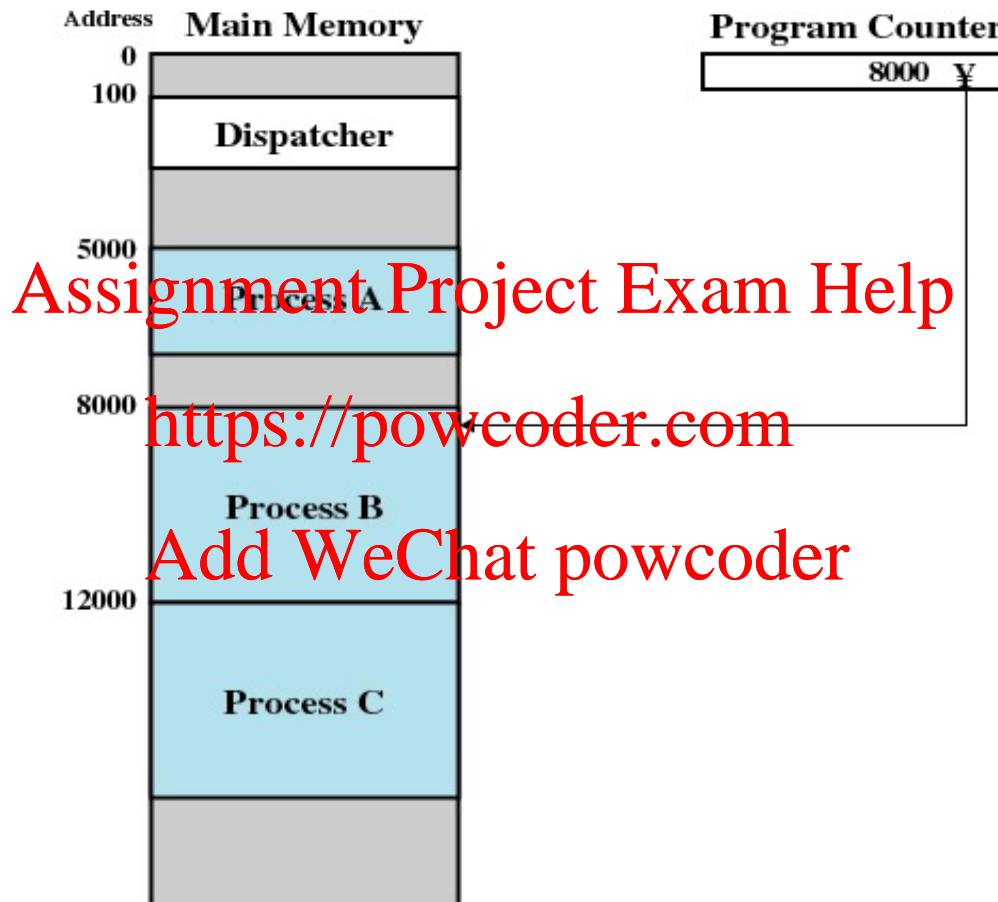 Address Main Memory
Program Counter
0
8000 ¥
100
Dispatcher
5000
Assignment Project Exam Help
Process A
8000
https://powcoder.com
Process B
Add WeChat powcoder
12000
Process C